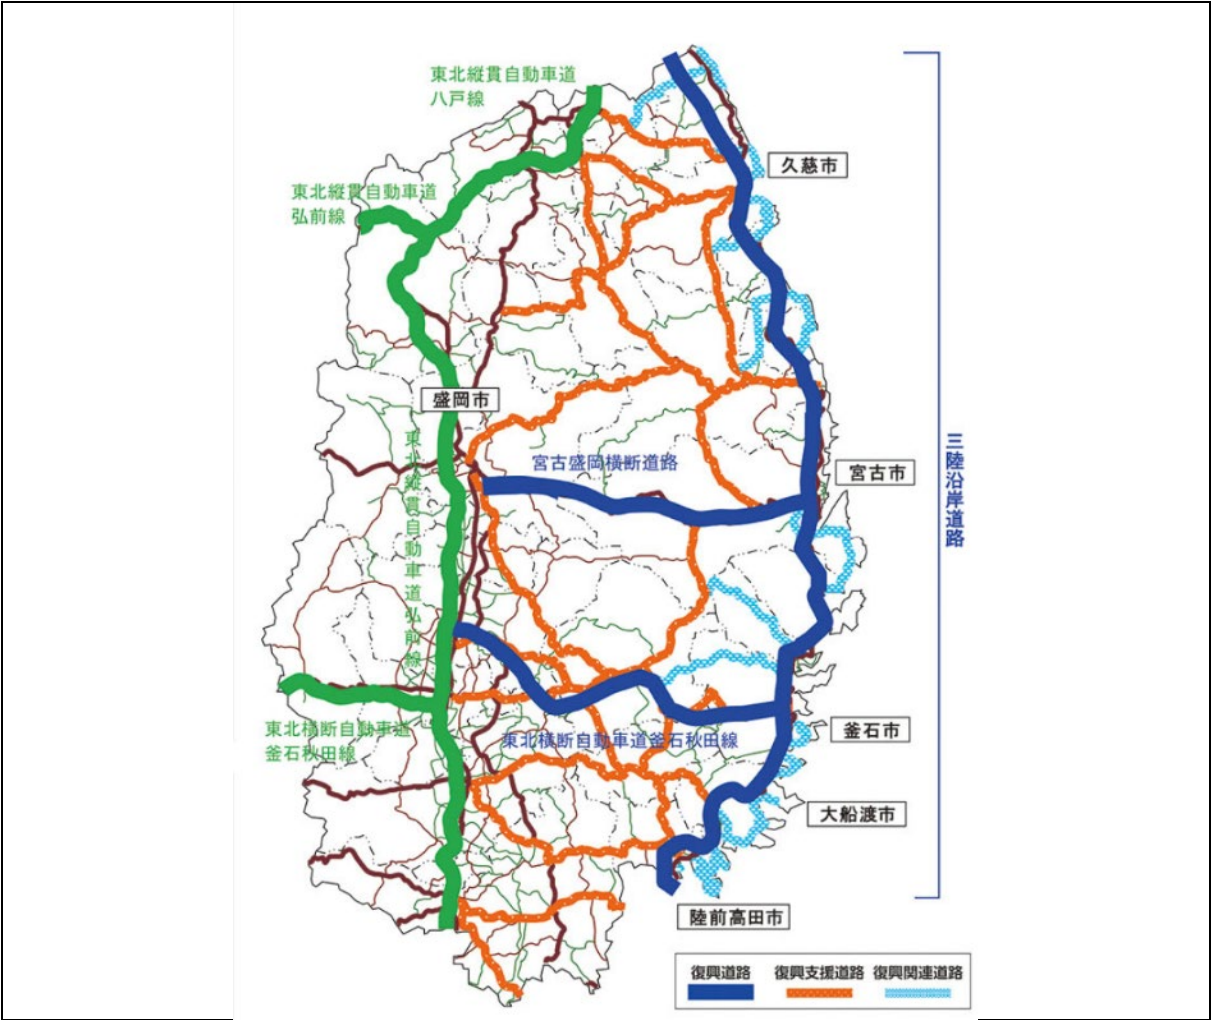 東北縦貫自動車道
八戸線
久慈市
東北縦貫自動車道
弘前線
盛岡市
東北縦貫自動車道弘前線
宮古盛岡横断道路
宮古市
三陸沿岸道路
東北横断自動車道
釜石秋田線
東北横断自動車道釜石秋田線
釜石市
大船渡市
陸前高田市
復興道路 復興支援道路 復興関連道路